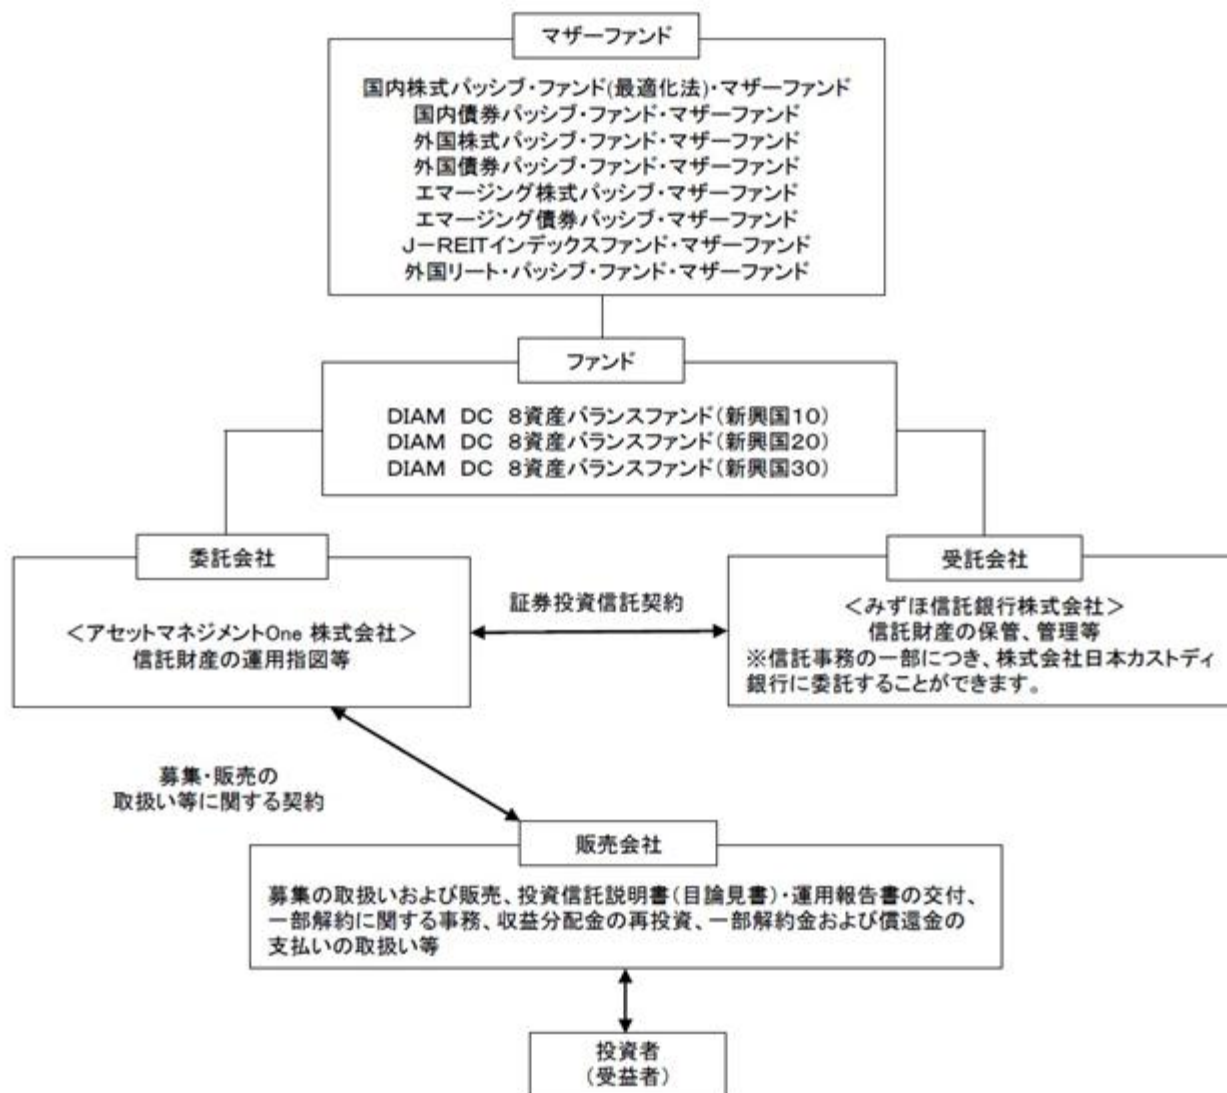 マザーファンド
国内株式パッシブ・ファンド(最適化法)・マザーファンド
国内債券パッシブ・ファンド・マザーファンド
外国株式パッシブ・ファンド・マザーファンド
外国債券パッシブ・ファンド・マザーファンド
エマージング株式パッシブ・マザーファンド
エマージング債券パッシブ・マザーファンド
J－REITインデックスファンド・マザーファンド
外国リート・パッシブ・ファンド・マザーファンド
ファンド
DIAM DC 8資産バランスファンド(新興国10)
DIAM DC 8資産バランスファンド(新興国20)
DIAM DC 8資産バランスファンド(新興国30)
委託会社
＜アセットマネジメントOne 株式会社＞
信託財産の運用指図等
証券投資信託契約
受託会社
＜みずほ信託銀行株式会社＞
信託財産の保管、管理等
※信託事務の一部につき、株式会社日本カストディ
銀行に委託することができます。
募集・販売の
取扱い等に関する契約
販売会社
募集の取扱いおよび販売、投資信託説明書(目論見書)・運用報告書の交付、
一部解約に関する事務、収益分配金の再投資、一部解約金および償還金の
支払いの取扱い等
投資者
(受益者)